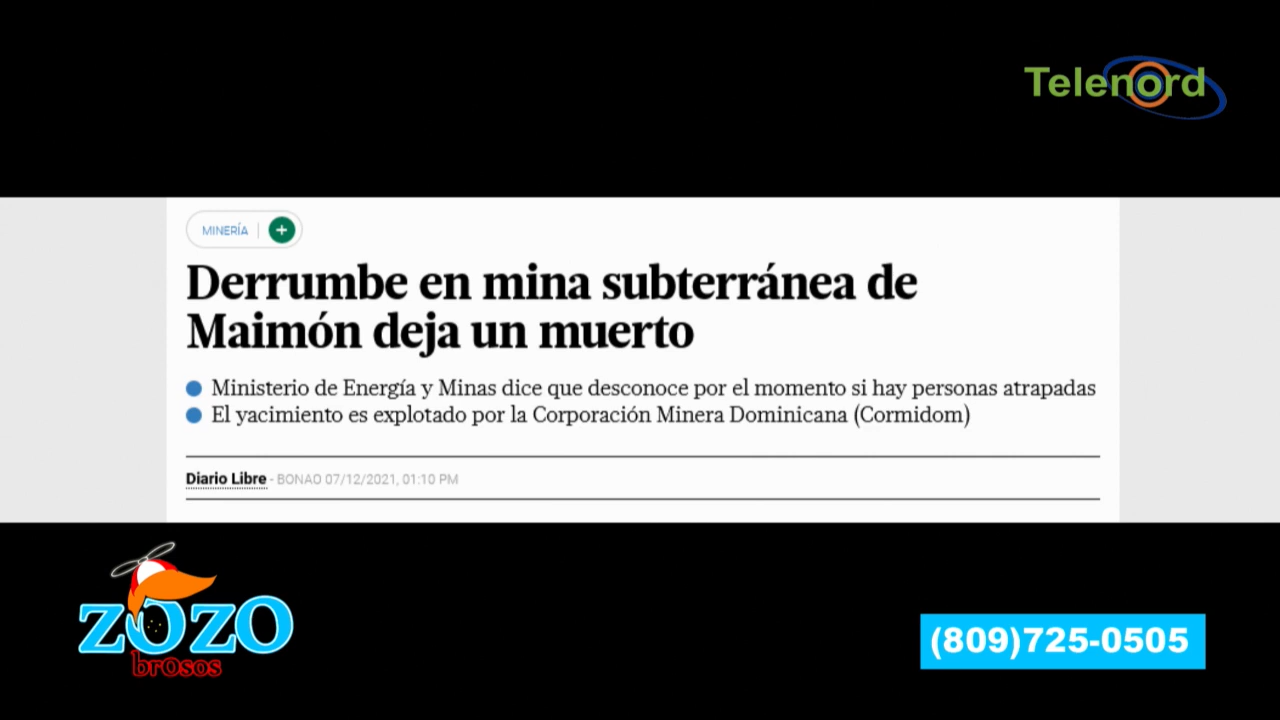 Telenord
MINERÍA
Derrumbe en mina subterránea de
Maimón deja un muerto
Ministerio de Energía y Minas dice que desconoce por el momento si hay personas atrapadas
El yacimiento es explotado por la Corporación Minera Dominicana (Cormidom)
Diario Libre - BONAO 07/12/2021, 01:10 PM
ZOZO
brOsos
(809)725-0505